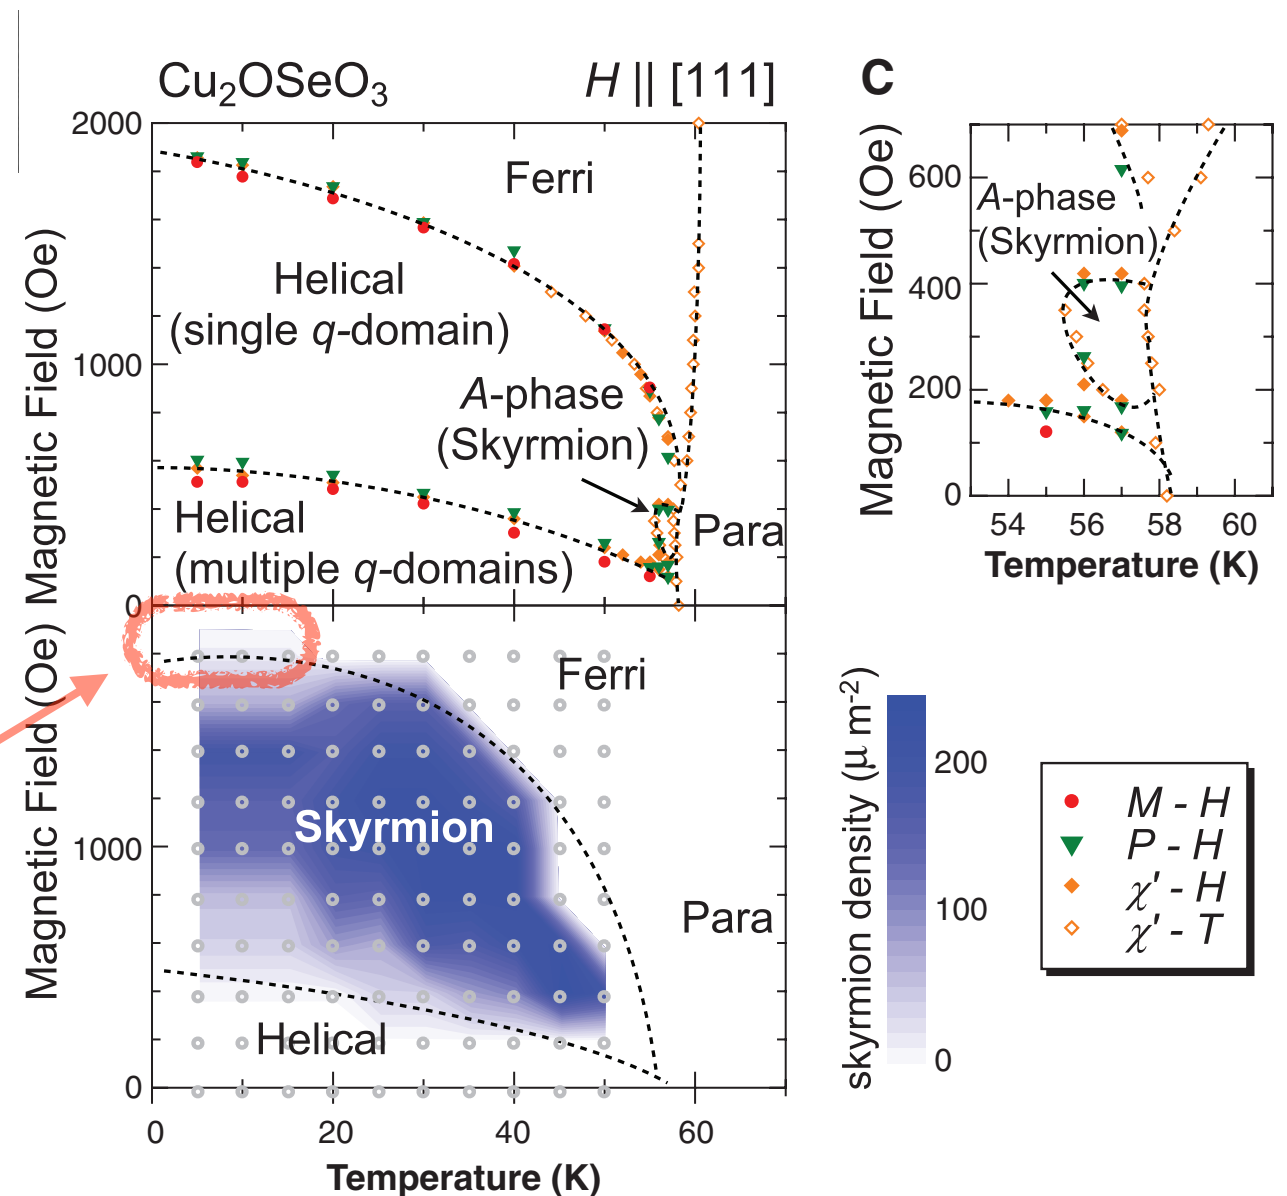 Cu₂OSeO₃
H || [111]
2000
1000
0
Magnetic Field (Oe)
Ferri
Helical
(single q-domain)
A-phase
(Skyrmion)
Helical
(multiple q-domains)
Para
C
600
400
200
0
Magnetic Field (Oe)
A-phase
(Skyrmion)
54 56 58 60
Temperature (K)
Magnetic Field (Oe)
1000
0
Ferri
Skyrmion
Para
Helical
0 20 40 60
Temperature (K)
skyrmion density (μ m⁻²)
200
100
0
M - H
P - H
χ' - H
χ' - T